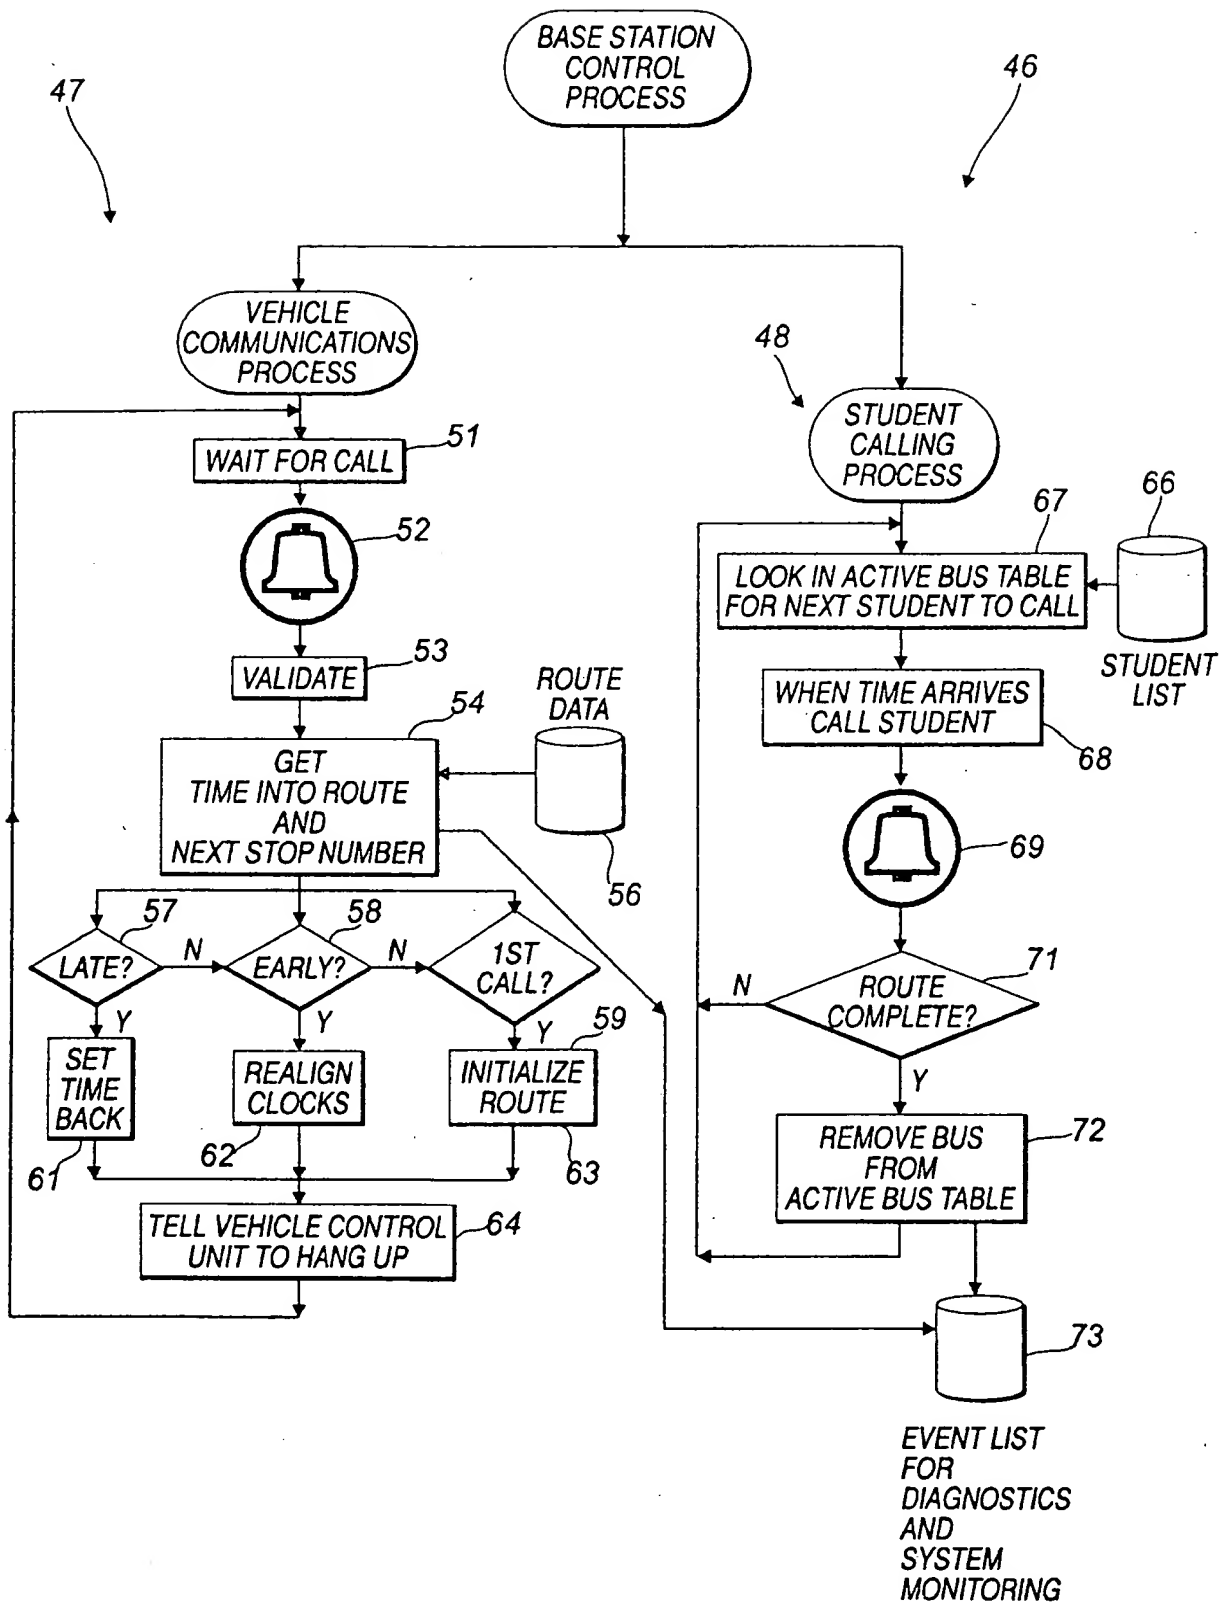 BASE STATION
CONTROL
PROCESS
47
46
VEHICLE
COMMUNICATIONS
PROCESS
48
STUDENT
CALLING
PROCESS
51
WAIT FOR CALL
52
53
VALIDATE
54
ROUTE
DATA
GET
TIME INTO ROUTE
AND
NEXT STOP NUMBER
56
57
58
LATE?
N
EARLY?
N
1ST
CALL?
Y
Y
Y
59
SET
TIME
BACK
REALIGN
CLOCKS
INITIALIZE
ROUTE
61
62
63
TELL VEHICLE CONTROL
UNIT TO HANG UP
64
67
66
LOOK IN ACTIVE BUS TABLE
FOR NEXT STUDENT TO CALL
STUDENT
LIST
WHEN TIME ARRIVES
CALL STUDENT
68
69
71
N
ROUTE
COMPLETE?
Y
REMOVE BUS
FROM
ACTIVE BUS TABLE
72
73
EVENT LIST
FOR
DIAGNOSTICS
AND
SYSTEM
MONITORING